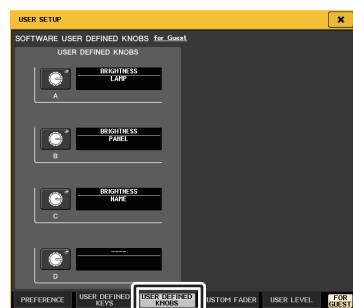 USER SETUP
SOFTWARE USER DEFINED KNOBS for Guest
USER DEFINED KNOBS
BRIGHTNESS
LAMP
A
BRIGHTNESS
PANEL
B
BRIGHTNESS
NAME
C
----
D
PREFERENCE
USER DEFINED
KEYS
USER DEFINED
KNOBS
USTOM FADER
USER LEVEL
FOR
GUEST